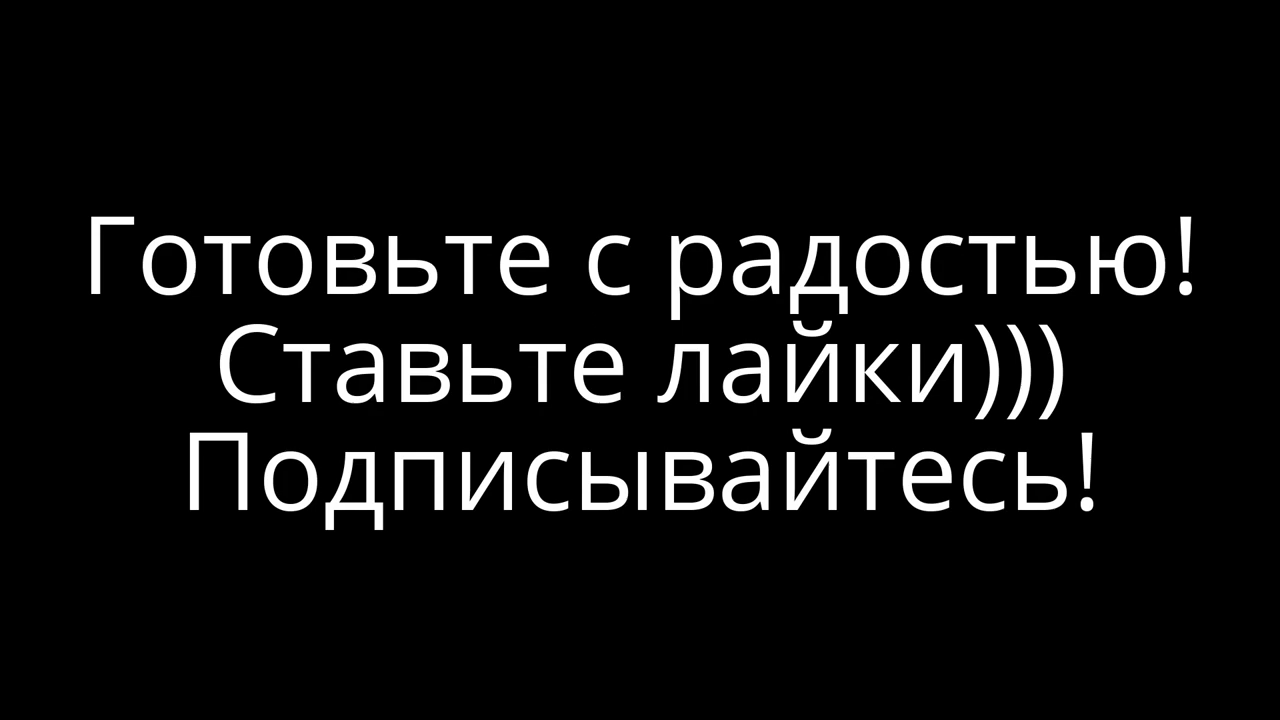 Готовьте с радостью!
Ставьте лайки)))
Подписывайтесь!